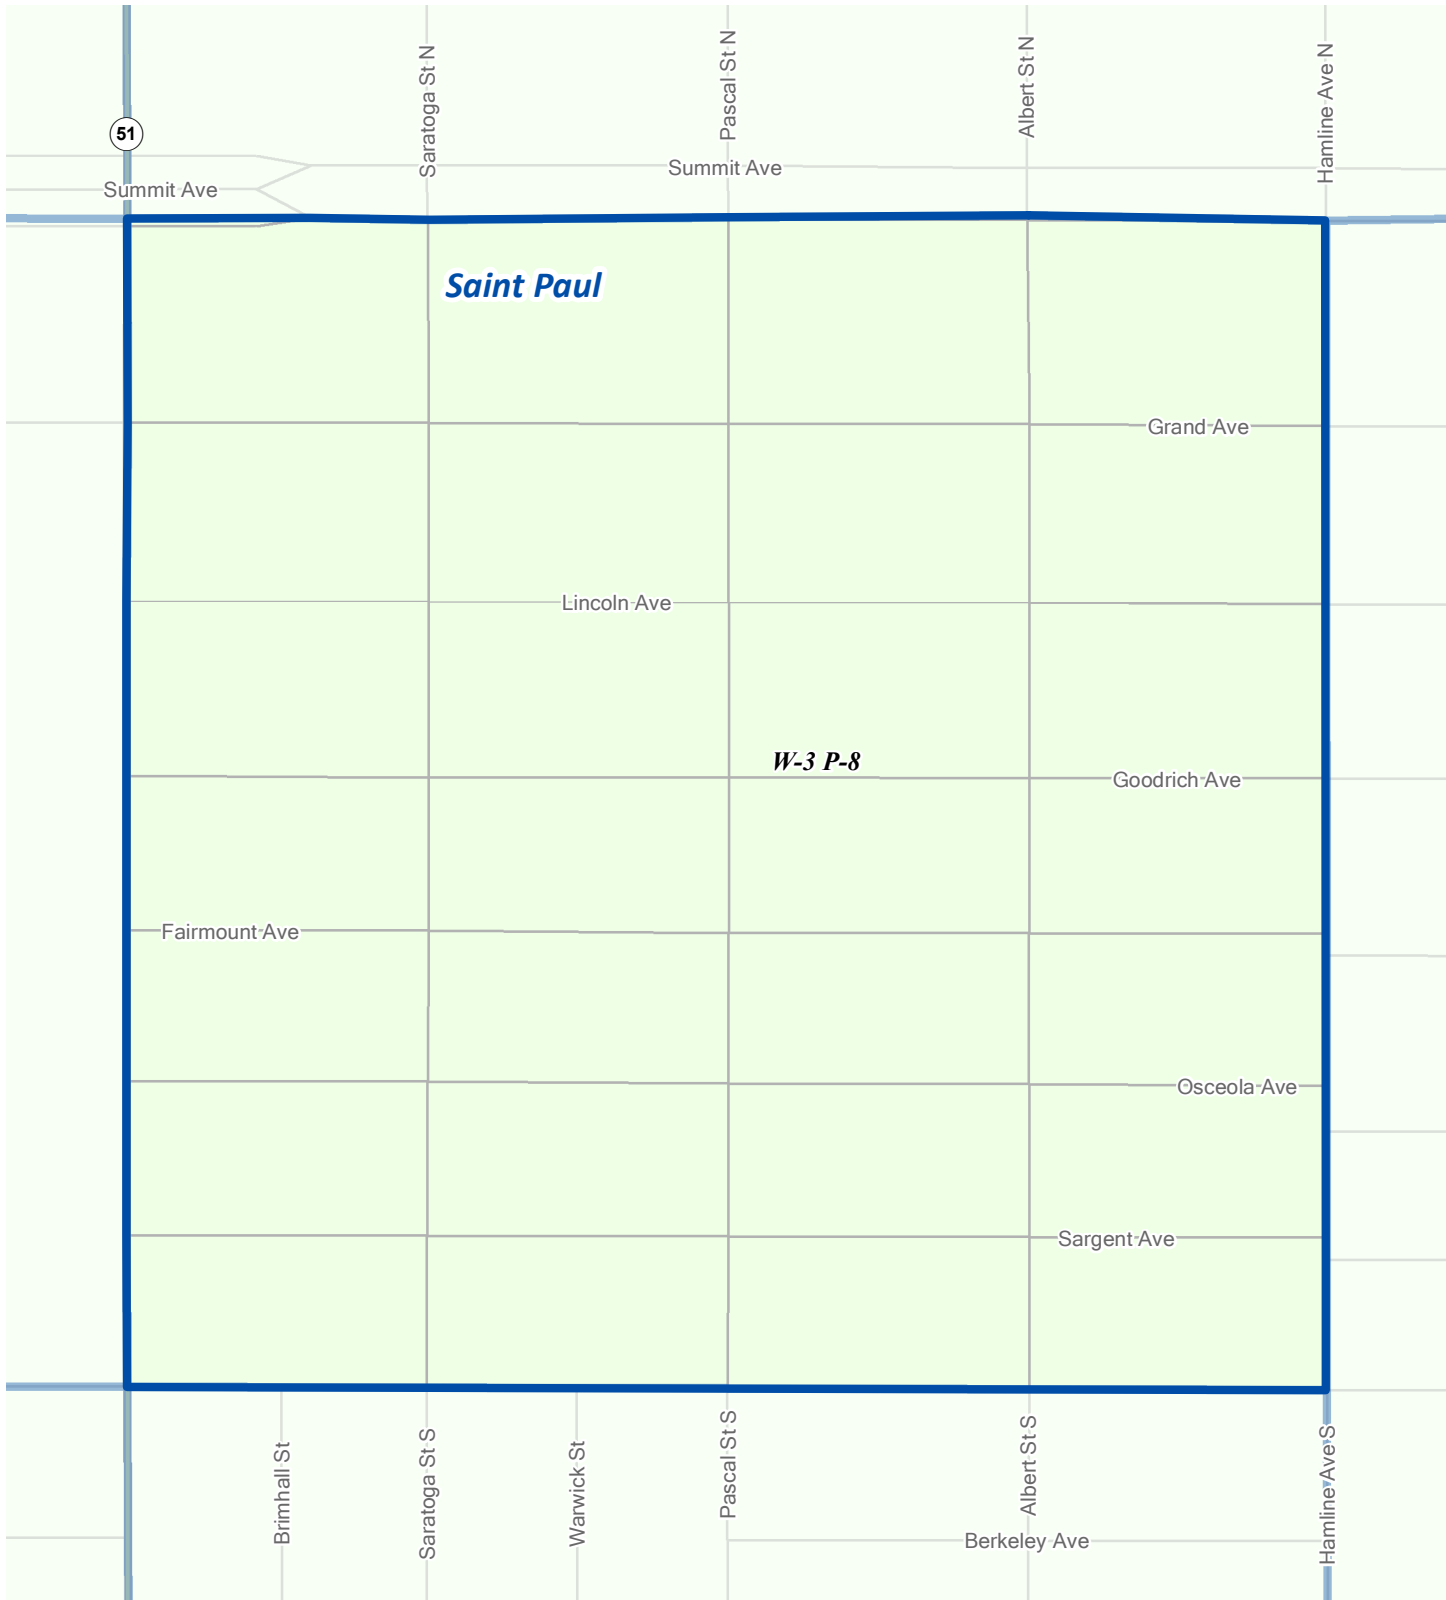 Saratoga St N
Pascal St N
Albert St N
Hamline Ave N
51
Summit Ave
Summit Ave
Saint Paul
Grand Ave
Lincoln Ave
W-3 P-8
Goodrich Ave
Fairmount Ave
Osceola Ave
Sargent Ave
Brimhall St
Saratoga St S
Warwick St
Pascal St S
Albert St S
Hamline Ave S
Berkeley Ave